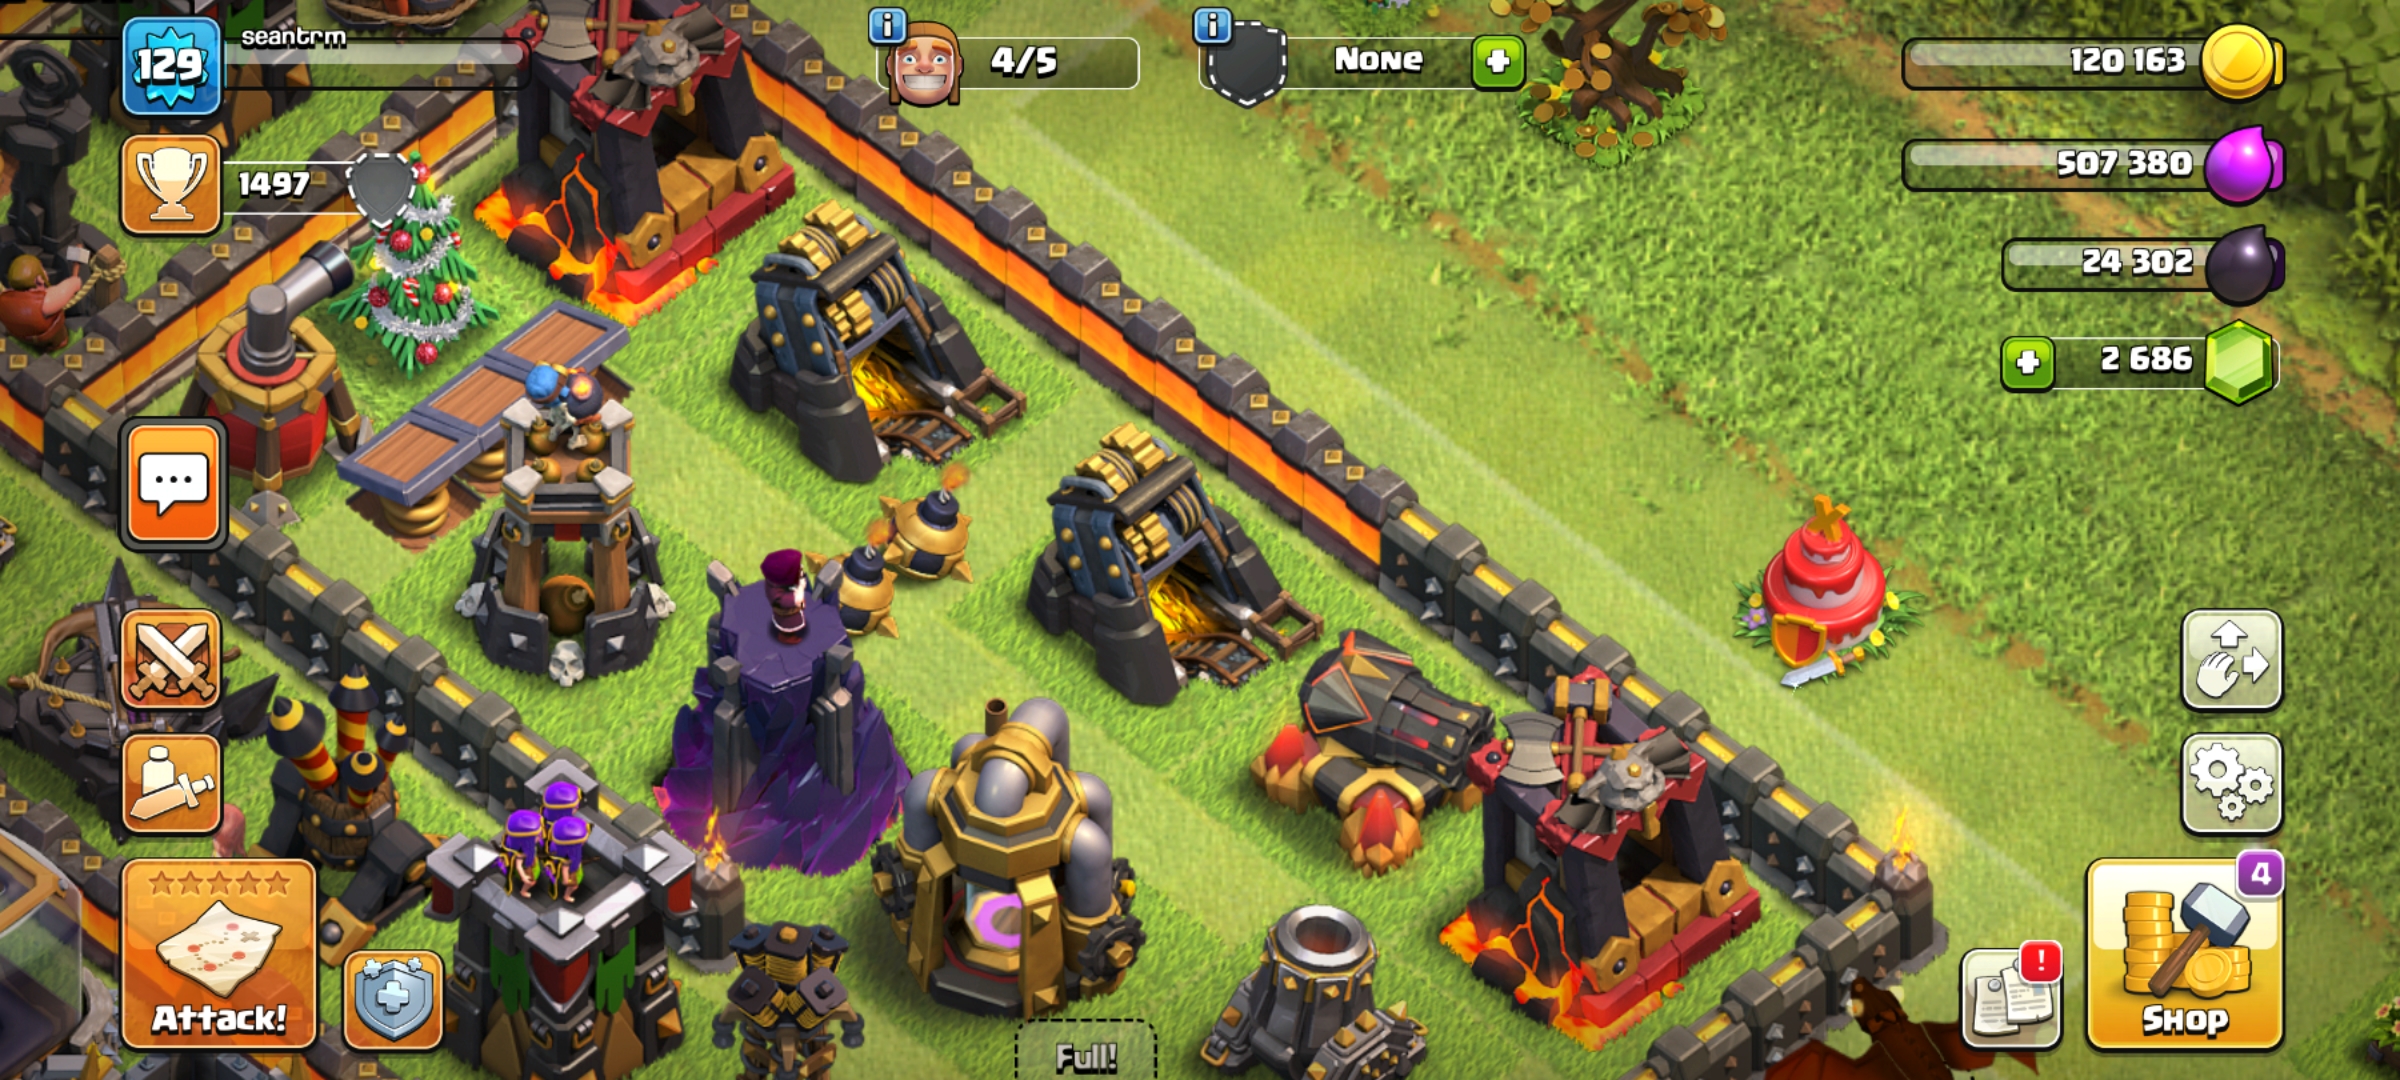 129
seantrm
i
4/5
i
None
120 163
1497
507 380
24 302
2 686
4
Attack!
Full!
!
Shop